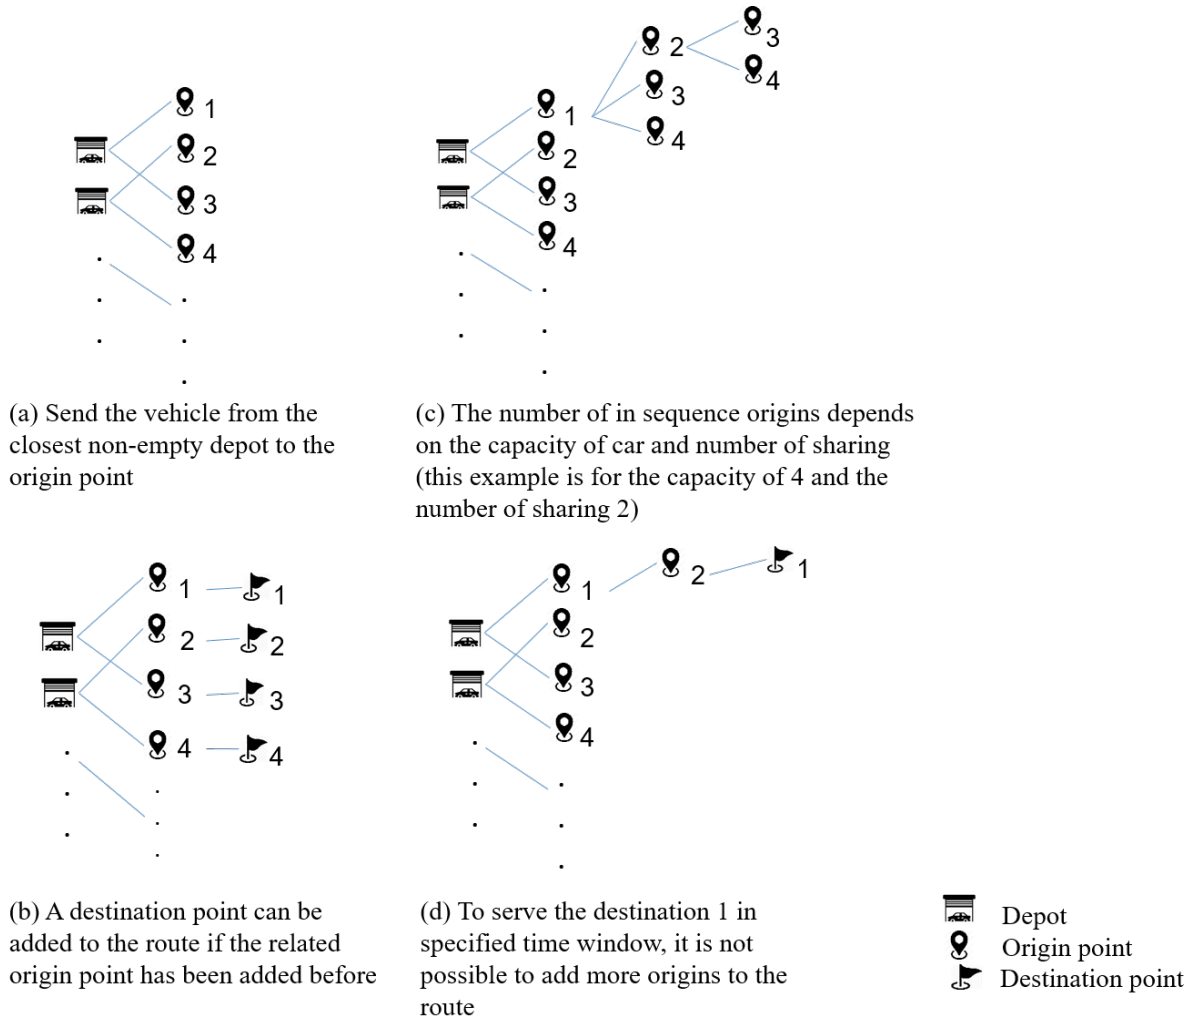 1
2
3
4
(a) Send the vehicle from the
closest non-empty depot to the
origin point
1
2
3
4
2
3
4
3
4
(c) The number of in sequence origins depends
on the capacity of car and number of sharing
(this example is for the capacity of 4 and the
number of sharing 2)
1
2
3
4
1
2
3
4
(b) A destination point can be
added to the route if the related
origin point has been added before
1
2
3
4
2
1
(d) To serve the destination 1 in
specified time window, it is not
possible to add more origins to the
route
Depot
Origin point
Destination point